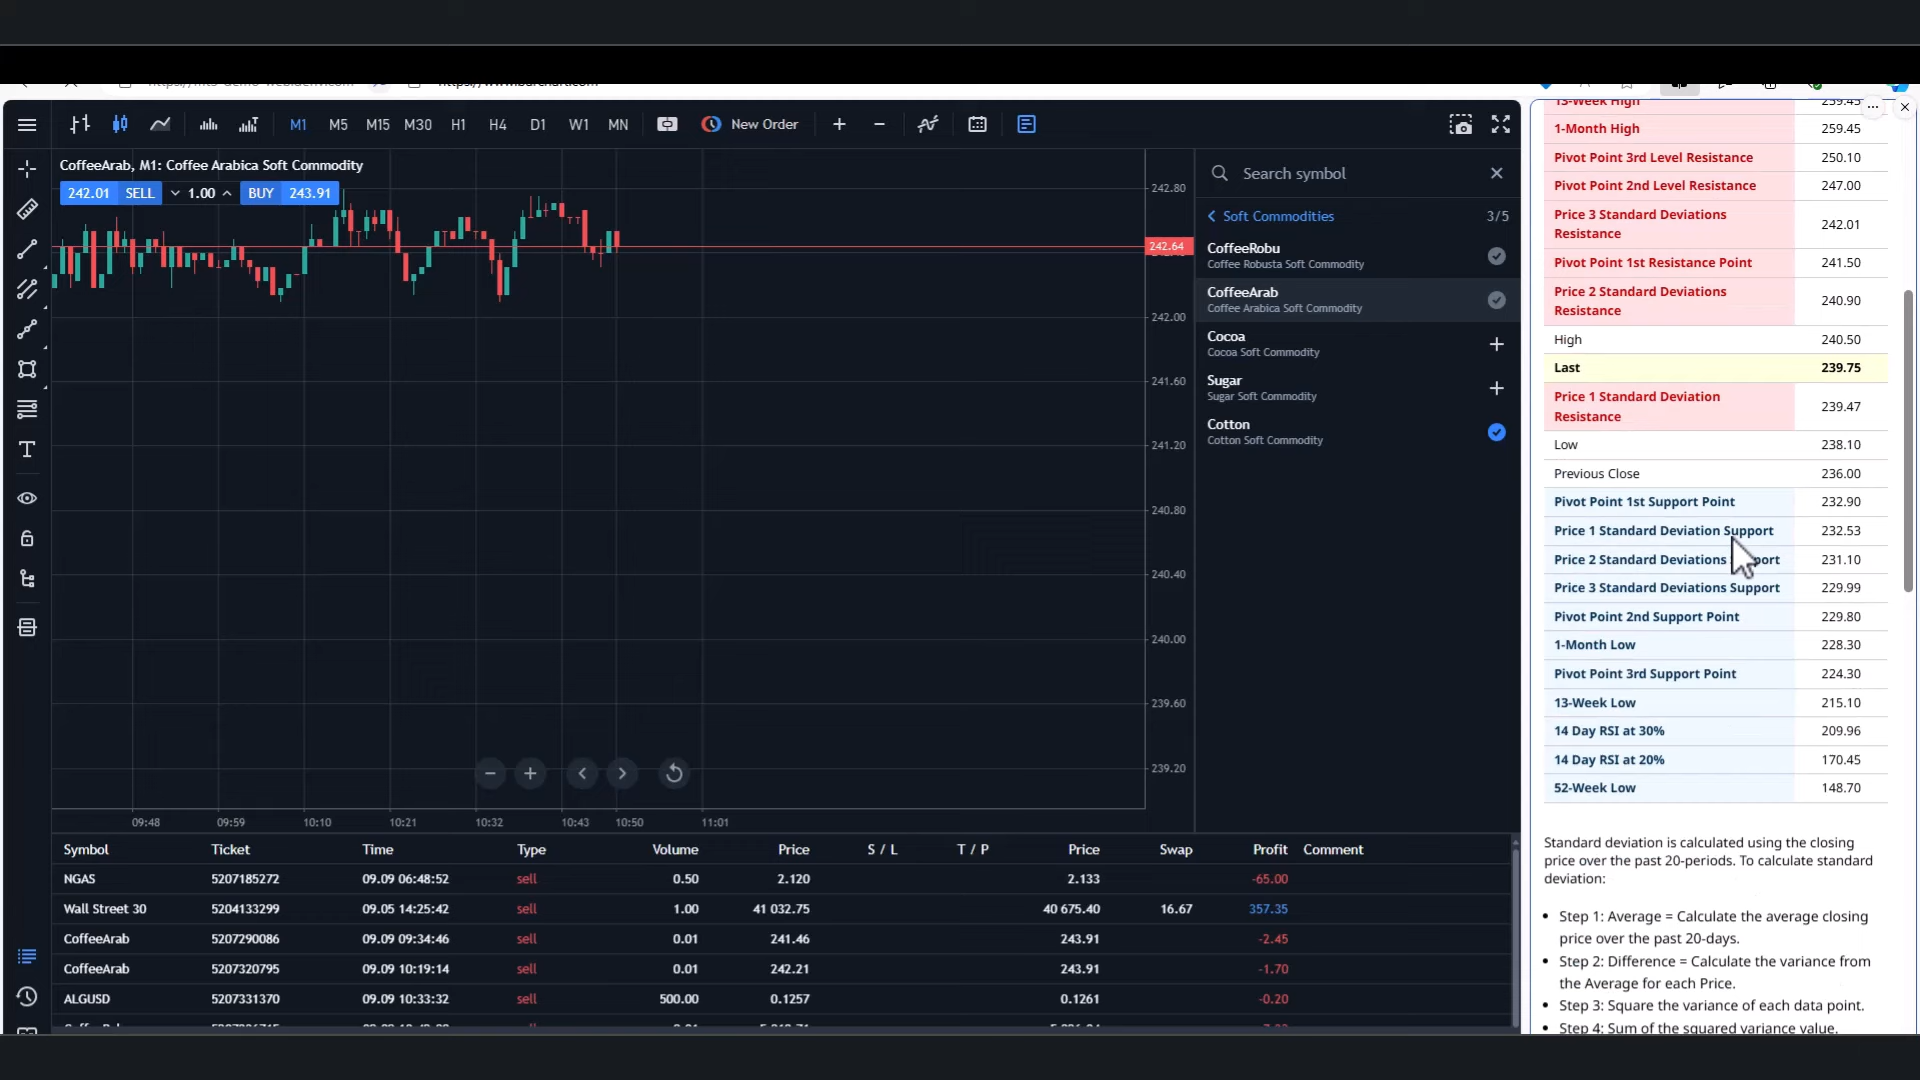 M1 M5 M15 M30 H1 H4 D1 W1 MN New Order
CoffeeArab, M1: Coffee Arabica Soft Commodity
242.01 SELL 1.00 BUY 243.91
242.80
242.64
242.00
241.60
241.20
240.80
240.40
240.00
239.60
239.20
09:48 09:59 10:10 10:21 10:32 10:43 10:50 11:01
Search symbol
Soft Commodities 3/5
CoffeeRobu
Coffee Robusta Soft Commodity
CoffeeArab
Coffee Arabica Soft Commodity
Cocoa
Cocoa Soft Commodity
Sugar
Sugar Soft Commodity
Cotton
Cotton Soft Commodity
Symbol Ticket Time Type Volume Price S / L T / P Price Swap Profit Comment
NGAS 5207185272 09.09 06:48:52 sell 0.50 2.120 2.133 -65.00
Wall Street 30 5204133299 09.05 14:25:42 sell 1.00 41 032.75 40 675.40 16.67 357.35
CoffeeArab 5207290086 09.09 09:34:46 sell 0.01 241.46 243.91 -2.45
CoffeeArab 5207320795 09.09 10:19:14 sell 0.01 242.21 243.91 -1.70
ALGUSD 5207331370 09.09 10:33:32 sell 500.00 0.1257 0.1261 -0.20
13-Week High 259.45
1-Month High 259.45
Pivot Point 3rd Level Resistance 250.10
Pivot Point 2nd Level Resistance 247.00
Price 3 Standard Deviations
Resistance 242.01
Pivot Point 1st Resistance Point 241.50
Price 2 Standard Deviations
Resistance 240.90
High 240.50
Last 239.75
Price 1 Standard Deviation
Resistance 239.47
Low 238.10
Previous Close 236.00
Pivot Point 1st Support Point 232.90
Price 1 Standard Deviation Support 232.53
Price 2 Standard Deviations Support 231.10
Price 3 Standard Deviations Support 229.99
Pivot Point 2nd Support Point 229.80
1-Month Low 228.30
Pivot Point 3rd Support Point 224.30
13-Week Low 215.10
14 Day RSI at 30% 209.96
14 Day RSI at 20% 170.45
52-Week Low 148.70
Standard deviation is calculated using the closing
price over the past 20-periods. To calculate standard
deviation:
• Step 1: Average = Calculate the average closing
price over the past 20-days.
• Step 2: Difference = Calculate the variance from
the Average for each Price.
• Step 3: Square the variance of each data point.
• Step 4: Sum of the squared variance value.